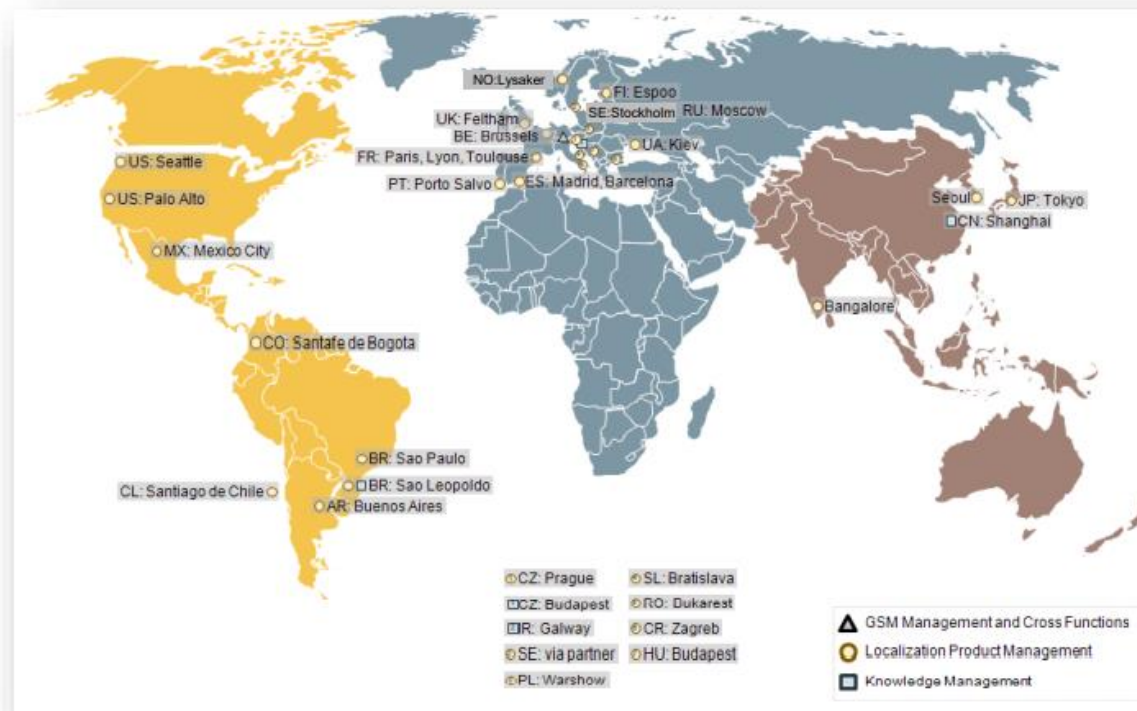 NO:Lysaker
FI: Espoo
SE:Stockholm
RU: Moscow
UK: Feltham
BE: Brussels
UA: Kiev
FR: Paris, Lyon, Toulouse
PT: Porto Salvo
ES: Madrid, Barcelona
US: Seattle
US: Palo Alto
MX: Mexico City
CO: Santafe de Bogota
BR: Sao Paulo
BR: Sao Leopoldo
CL: Santiago de Chile
AR: Buenos Aires
Seoul
JP: Tokyo
CN: Shanghai
Bangalore
CZ: Prague
CZ: Budapest
IR: Galway
SE: via partner
PL: Warshow
SL: Bratislava
RO: Bukarest
CR: Zagreb
HU: Budapest
GSM Management and Cross Functions
Localization Product Management
Knowledge Management